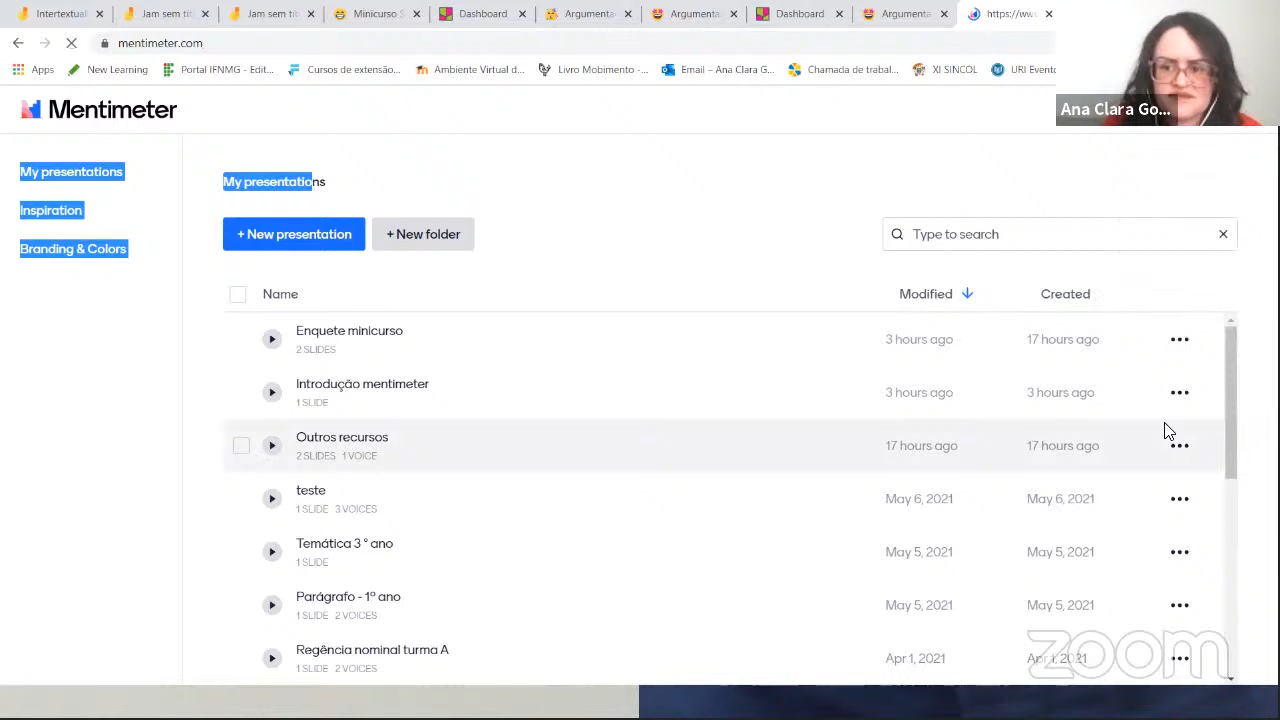 Intertextuali
Jam sem tít
Jam sem tít
Minicurso S
Dashboard
Argumenta
Argumenta
Dashboard
Argumenta
https://ww
mentimeter.com
Apps
New Learning
Portal IFNMG - Edit...
Cursos de extensão...
Ambiente Virtual d...
Livro Mobimento -...
Email – Ana Clara G...
Chamada de trabal...
XI SINCOL
URI Evento
Ana Clara Go...
Mentimeter
My presentations
Inspiration
Branding & Colors
My presentations
+ New presentation
+ New folder
Type to search
Name Modified Created
Enquete minicurso
2 SLIDES
3 hours ago 17 hours ago
Introdução mentimeter
1 SLIDE
3 hours ago 3 hours ago
Outros recursos
2 SLIDES 1 VOICE
17 hours ago 17 hours ago
teste
1 SLIDE 3 VOICES
May 6, 2021 May 6, 2021
Temática 3 ° ano
1 SLIDE
May 5, 2021 May 5, 2021
Parágrafo - 1º ano
1 SLIDE 2 VOICES
May 5, 2021 May 5, 2021
Regência nominal turma A
1 SLIDE 2 VOICES
Apr 1, 2021 Apr 1, 2021
zoom